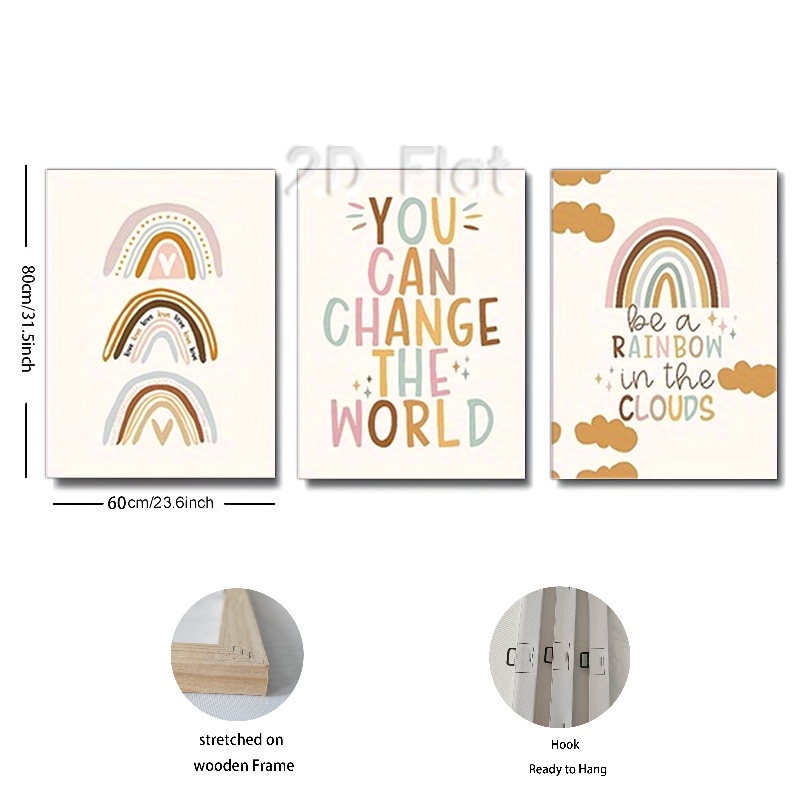 2D Flat
80cm/31.5inch
60cm/23.6inch
love love love love love love
YOU
CAN
CHANGE
THE
WORLD
be a
RAINBOW
in the
CLOUDS
stretched on
wooden Frame
Hook
Ready to Hang